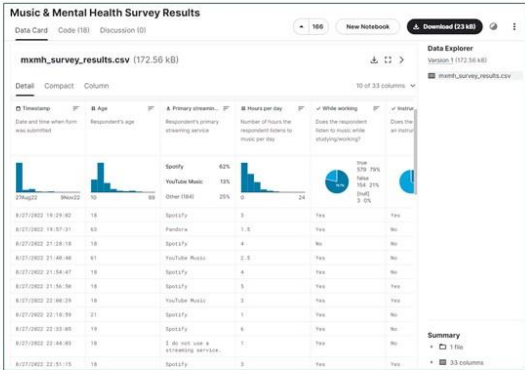 Music & Mental Health Survey Results
Data Card Code (18) Discussion (0)
166
New Notebook
Download (23 kB)
mxmh_survey_results.csv (172.56 kB)
Detail Compact Column
10 of 33 columns
Timestamp
Date and time when form was submitted
27Aug22 8Nov22
# Age
Respondent's age
10 89
Primary streamin...
Respondent's primary streaming service
Spotify 62%
YouTube Music 13%
Other (164) 25%
# Hours per day
Number of hours the respondent listens to music per day
0 24
While working
Does the respondent listen to music while studying/working?
true
579 79%
false
154 21%
[null]
3 0%
Instru
Does the
an instru
8/27/2022 19:29:02 18 Spotify 3 Yes Yes
8/27/2022 19:57:31 63 Pandora 1.5 Yes No
8/27/2022 21:28:18 18 Spotify 4 No No
8/27/2022 21:40:40 61 YouTube Music 2.5 Yes No
8/27/2022 21:54:47 18 Spotify 4 Yes No
8/27/2022 21:56:50 18 Spotify 5 Yes Yes
8/27/2022 22:00:29 18 YouTube Music 3 Yes Yes
8/27/2022 22:18:59 21 Spotify 1 Yes No
8/27/2022 22:33:05 19 Spotify 6 Yes No
8/27/2022 22:44:03 18 I do not use a streaming service. 1 Yes No
8/27/2022 22:51:15 18 Spotify 3 Yes Yes
Data Explorer
Version 1 (172.56 kB)
mxmh_survey_results.csv
Summary
1 file
33 columns